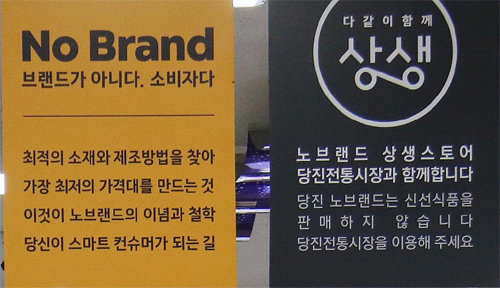 No Brand
브랜드가 아니다. 소비자다
최적의 소재와 제조방법을 찾아
가장 최저의 가격대를 만드는 것
이것이 노브랜드의 이념과 철학
당신이 스마트 컨슈머가 되는 길
다같이함께
상생
노브랜드 상생스토어
당진전통시장과 함께합니다
당진 노브랜드는 신선식품을
판매하지 않습니다
당진전통시장을 이용해 주세요